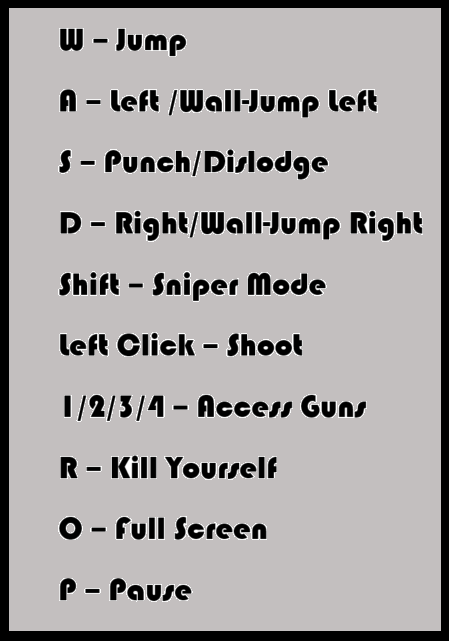 W – Jump
A – Left /Wall-Jump Left
S – Punch/Dislodge
D – Right/Wall-Jump Right
Shift – Sniper Mode
Left Click – Shoot
1/2/3/4 – Access Guns
R – Kill Yourself
O – Full Screen
P – Pause